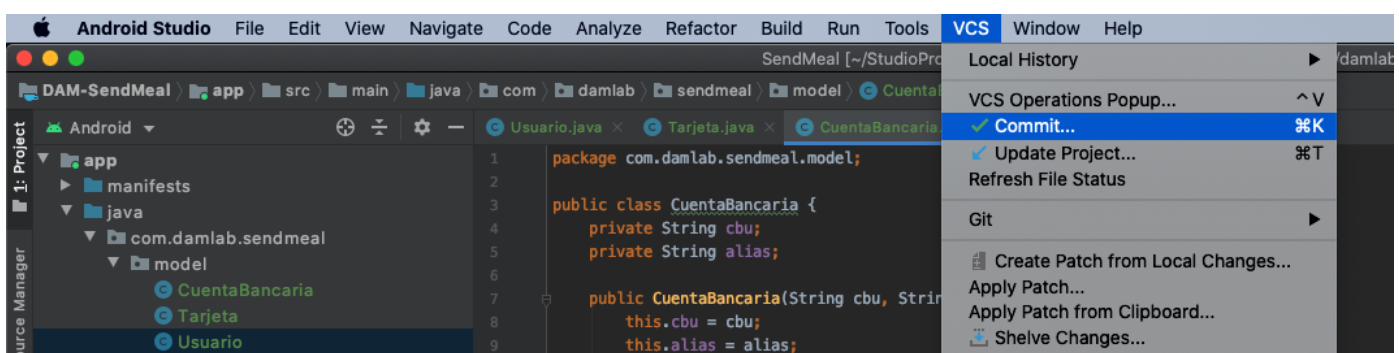 Android Studio File Edit View Navigate Code Analyze Refactor Build Run Tools VCS Window Help
SendMeal [~/StudioPro /damlab
DAM-SendMeal app src main java com damlab sendmeal model
Android Usuario.java Tarjeta.java CuentaBancaria.
1: Project
app
manifests
java
com.damlab.sendmeal
model
CuentaBancaria
Tarjeta
Usuario
1 package com.damlab.sendmeal.model;
2
3 public class CuentaBancaria {
4 private String cbu;
5 private String alias;
6
7 public CuentaBancaria(String cbu, Strin
8 this.cbu = cbu;
9 this.alias = alias;
Local History
VCS Operations Popup... ^V
Commit... ⌘K
Update Project... ⌘T
Refresh File Status
Git
Create Patch from Local Changes...
Apply Patch...
Apply Patch from Clipboard...
Shelve Changes...